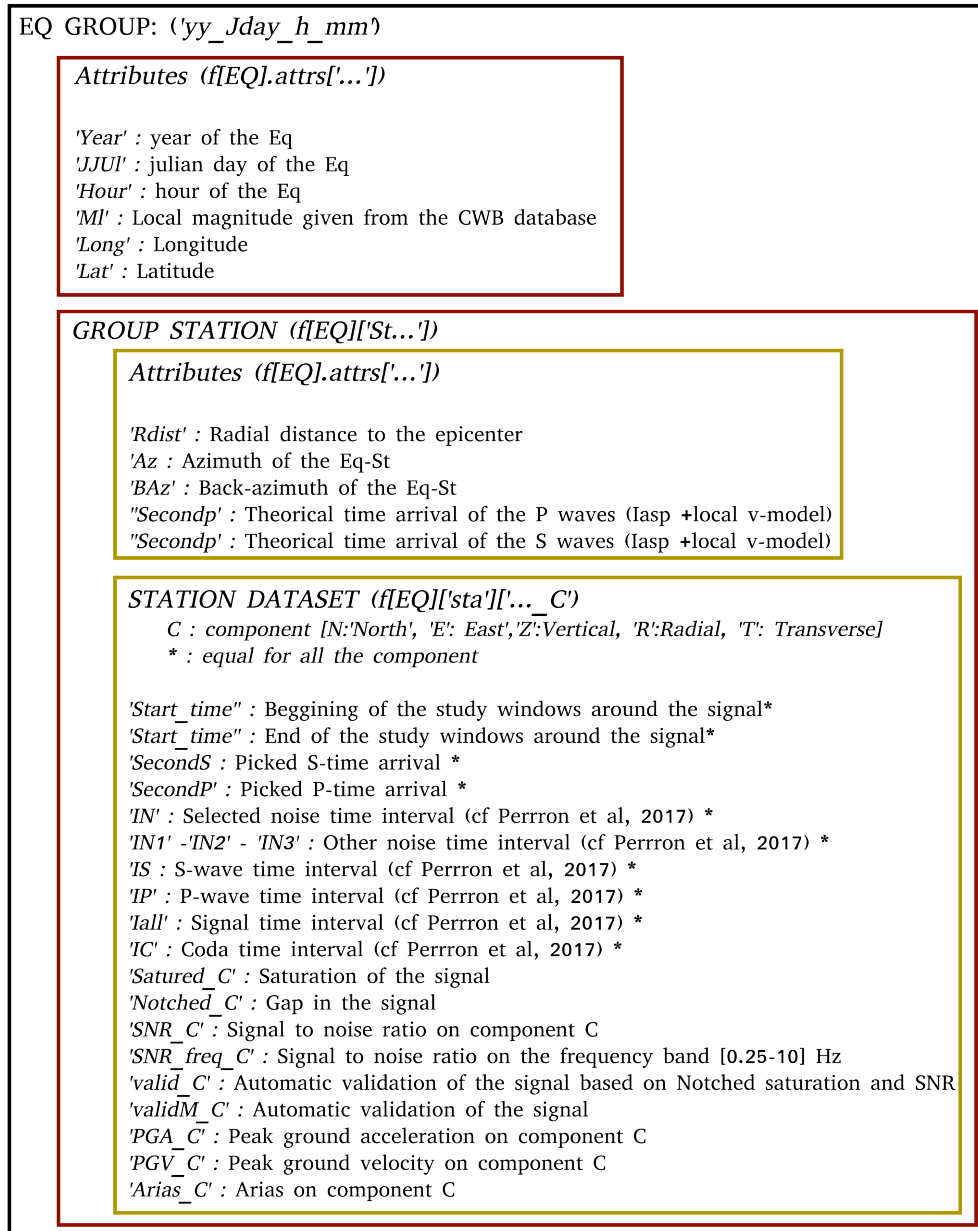 EQ GROUP: ('yy_Jday_h_mm')
Attributes (f[EQ].attrs['...'])
'Year' : year of the Eq
'JJUl' : julian day of the Eq
'Hour' : hour of the Eq
'Ml' : Local magnitude given from the CWB database
'Long' : Longitude
'Lat' : Latitude
GROUP STATION (f[EQ]['St...'])
Attributes (f[EQ].attrs['...'])
'Rdist' : Radial distance to the epicenter
'Az : Azimuth of the Eq-St
'BAz' : Back-azimuth of the Eq-St
"Secondp' : Theorical time arrival of the P waves (Iasp +local v-model)
"Secondp' : Theorical time arrival of the S waves (Iasp +local v-model)
STATION DATASET (f[EQ]['sta']['..._C')
C : component [N:'North', 'E': East','Z':Vertical, 'R':Radial, 'T': Transverse]
* : equal for all the component
'Start_time'' : Beggining of the study windows around the signal*
'Start_time'' : End of the study windows around the signal*
'SecondS : Picked S-time arrival *
'SecondP' : Picked P-time arrival *
'IN' : Selected noise time interval (cf Perrron et al, 2017) *
'IN1' -'IN2' - 'IN3' : Other noise time interval (cf Perrron et al, 2017) *
'IS : S-wave time interval (cf Perrron et al, 2017) *
'IP' : P-wave time interval (cf Perrron et al, 2017) *
'Iall' : Signal time interval (cf Perrron et al, 2017) *
'IC' : Coda time interval (cf Perrron et al, 2017) *
'Satured_C' : Saturation of the signal
'Notched_C' : Gap in the signal
'SNR_C' : Signal to noise ratio on component C
'SNR_freq_C' : Signal to noise ratio on the frequency band [0.25-10] Hz
'valid_C' : Automatic validation of the signal based on Notched saturation and SNR
'validM_C' : Automatic validation of the signal
'PGA_C' : Peak ground acceleration on component C
'PGV_C' : Peak ground velocity on component C
'Arias_C' : Arias on component C